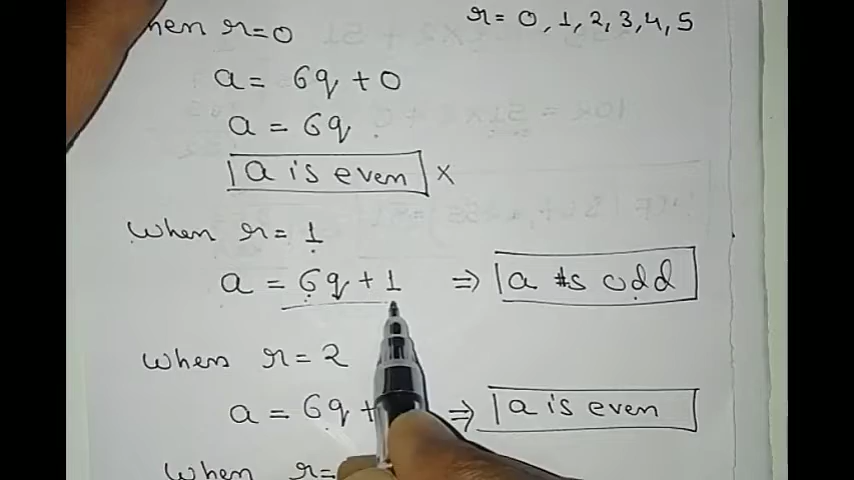 when r=0
r= 0, 1, 2, 3, 4, 5
a= 6q +0
a = 6q
a is even ×
when r= 1
a = 6q+1 ⇒ a is odd
when r= 2
a = 6q+ ⇒ a is even
when r=